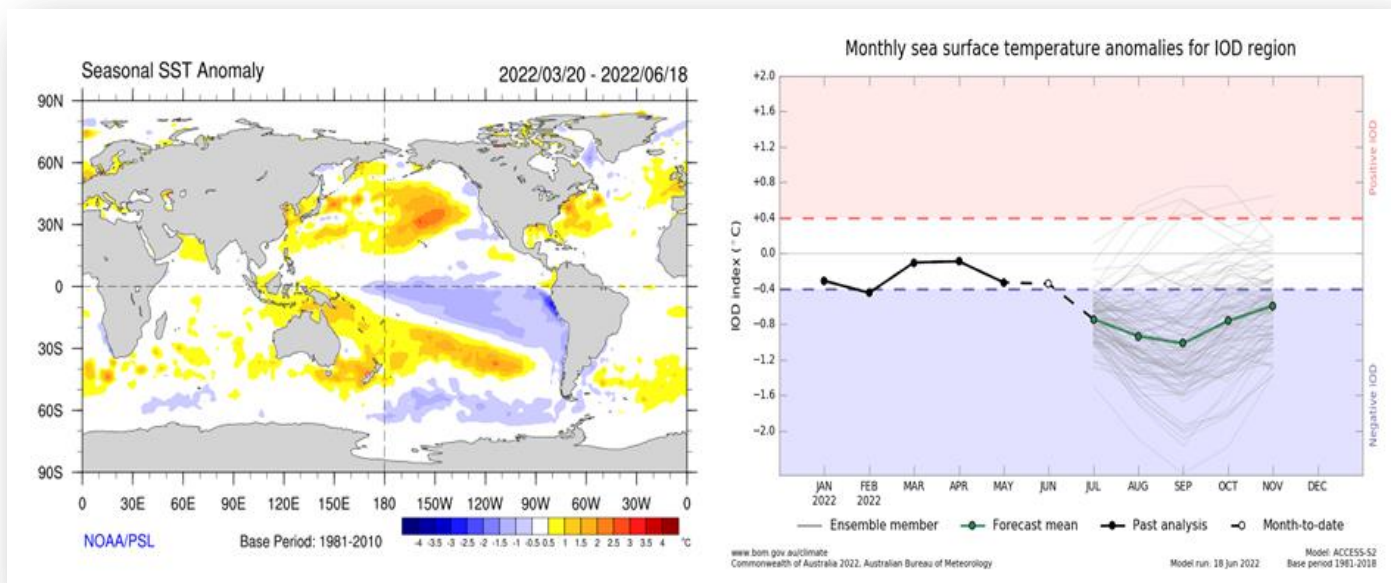 Seasonal SST Anomaly 2022/03/20 - 2022/06/18
90N
60N
30N
0
30S
60S
90S
0 30E 60E 90E 120E 150E 180 150W 120W 90W 60W 30W 0
-4 -3.5 -3 -2.5 -2 -1.5 -1 -0.5 0.5 1 1.5 2 2.5 3 3.5 4 °C
NOAA/PSL Base Period: 1981-2010
Monthly sea surface temperature anomalies for IOD region
+2.0
+1.6
+1.2
+0.8
+0.4
0.0
−0.4
−0.8
−1.2
−1.6
−2.0
IOD index (°C)
Positive IOD
Negative IOD
JAN FEB MAR APR MAY JUN JUL AUG SEP OCT NOV DEC
2022 2022
Ensemble member Forecast mean Past analysis Month-to-date
www.bom.gov.au/climate Model: ACCESS-S2
Commonwealth of Australia 2022, Australian Bureau of Meteorology Model run: 18 Jun 2022 Base period 1981-2018